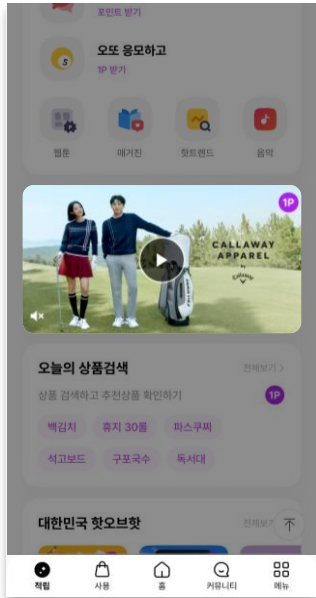 포인트 받기
오또 응모하고
1P 받기
5
웹툰
매거진
핫트랜드
음악
1P
CALLAWAY
APPAREL
by
Callaway
오늘의 상품검색
전체보기 >
상품 검색하고 추천상품 확인하기
1P
백김치
휴지 30롤
파스쿠찌
석고보드
구포국수
독서대
대한민국 핫오브핫
전체보기
적립
사용
홈
커뮤니티
메뉴